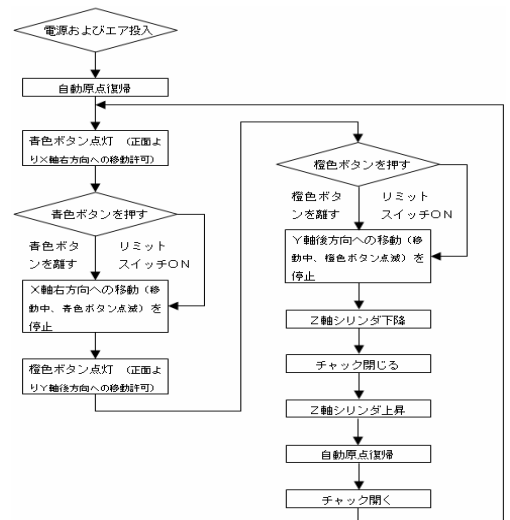 電源およびエア投入
自動原点復帰
青色ボタン点灯 (正面よ
りX軸右方向への移動許可)
青色ボタンを押す
青色ボタ
ンを離す
リミット
スイッチON
X軸右方向への移動(移
動中、青色ボタン点滅)を
停止
橙色ボタン点灯 (正面よ
りY軸後方向への移動許可)
橙色ボタンを押す
橙色ボタ
ンを離す
リミット
スイッチON
Y軸後方向への移動(移
動中、橙色ボタン点滅)を
停止
Z軸シリンダ下降
チャック閉じる
Z軸シリンダ上昇
自動原点復帰
チャック開く